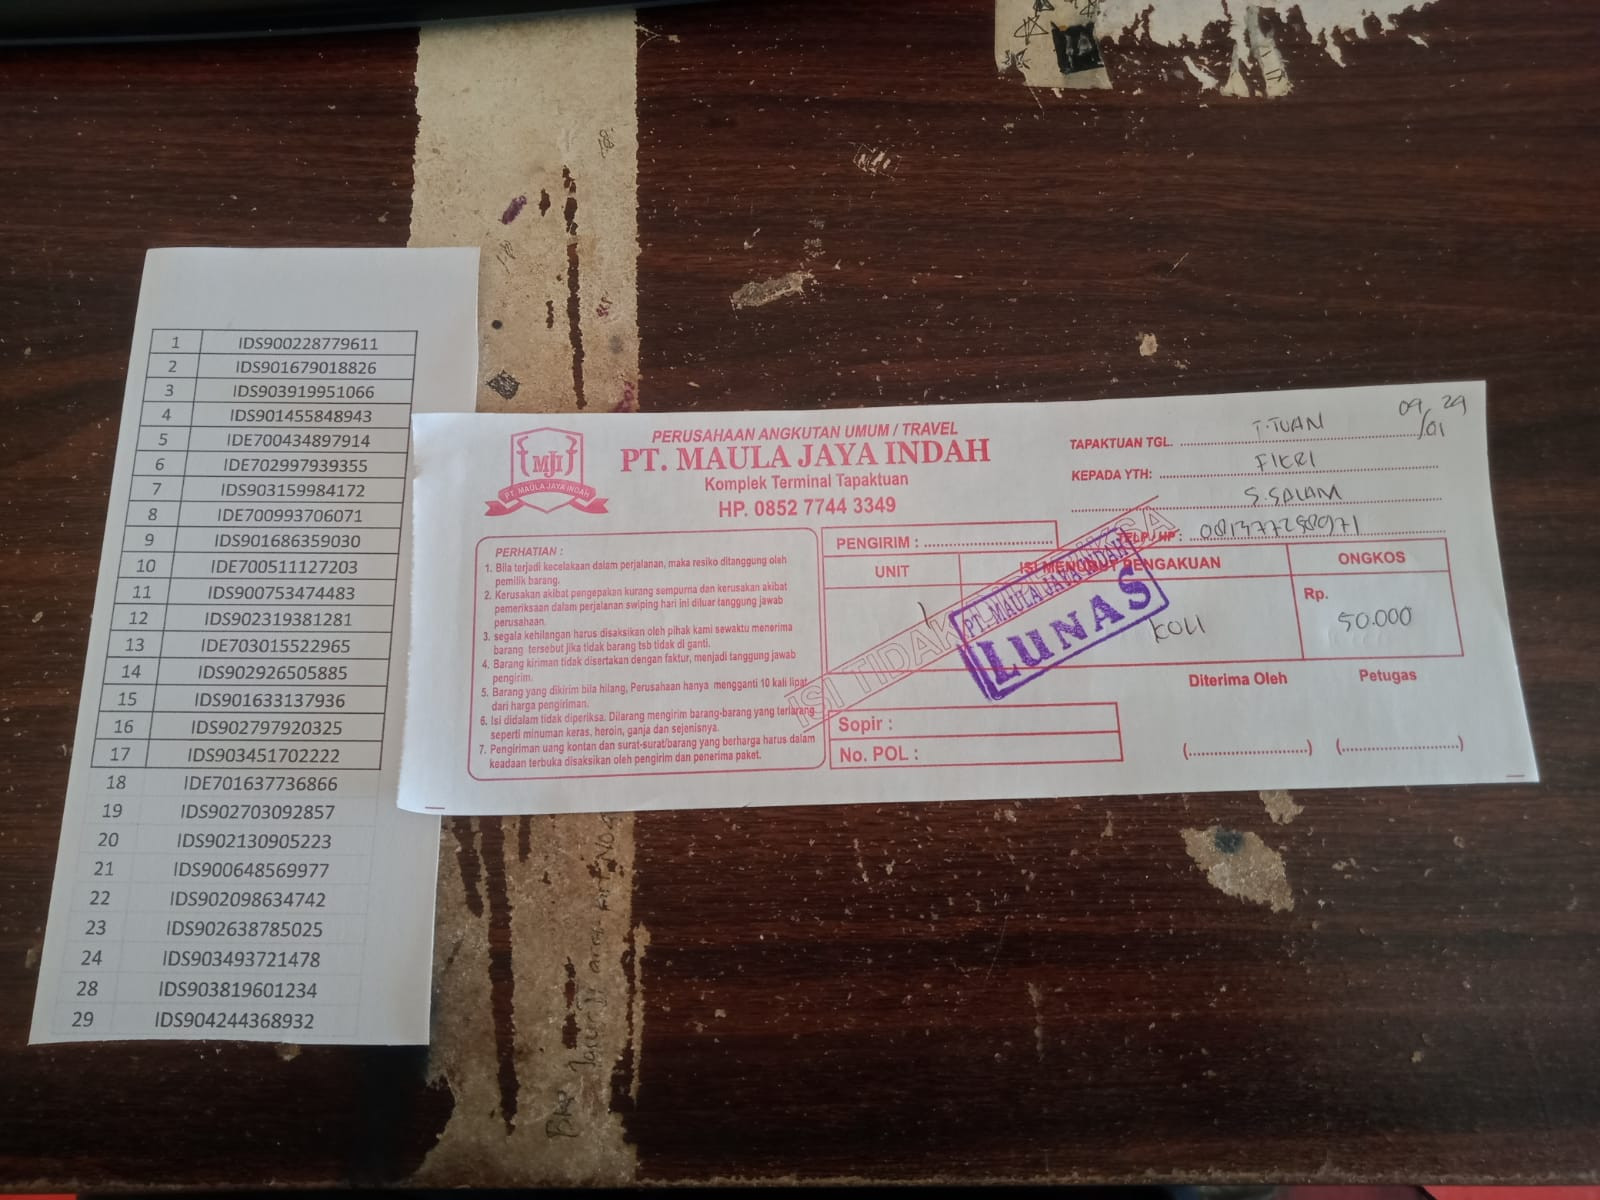 1 IDS900228779611
2 IDS901679018826
3 IDS903919951066
4 IDS901455848943
5 IDE700434897914
6 IDE702997939355
7 IDS903159984172
8 IDE700993706071
9 IDS901686359030
10 IDE700511127203
11 IDS900753474483
12 IDS902319381281
13 IDE703015522965
14 IDS902926505885
15 IDS901633137936
16 IDS902797920325
17 IDS903451702222
18 IDE701637736866
19 IDS902703092857
20 IDS902130905223
21 IDS900648569977
22 IDS902098634742
23 IDS902638785025
24 IDS903493721478
28 IDS903819601234
29 IDS904244368932
MJI
PT. MAULA JAYA INDAH
PERUSAHAAN ANGKUTAN UMUM / TRAVEL
PT. MAULA JAYA INDAH
Komplek Terminal Tapaktuan
HP. 0852 7744 3349
TAPAKTUAN TGL. T.TUAN 09/01 29
KEPADA YTH: FIKRI
S.SALAM
TELP./HP :
PERHATIAN :
1. Bila terjadi kecelakaan dalam perjalanan, maka resiko ditanggung oleh
pemilik barang.
2. Kerusakan akibat pengepakan kurang sempurna dan kerusakan akibat
pemeriksaan dalam perjalanan swiping hari ini diluar tanggung jawab
perusahaan.
3. segala kehilangan harus disaksikan oleh pihak kami sewaktu menerima
barang tersebut jika tidak barang tsb tidak di ganti.
4. Barang kiriman tidak disertakan dengan faktur, menjadi tanggung jawab
pengirim.
5. Barang yang dikirim bila hilang, Perusahaan hanya mengganti 10 kali lipat
dari harga pengiriman.
6. Isi didalam tidak diperiksa. Dilarang mengirim barang-barang yang terlarang
seperti minuman keras, heroin, ganja dan sejenisnya.
7. Pengiriman uang kontan dan surat-surat/barang yang berharga harus dalam
keadaan terbuka disaksikan oleh pengirim dan penerima paket.
PENGIRIM :
UNIT
ISI MENURUT PENGAKUAN
ONGKOS
1
KOLI
Rp.
50.000
ISI TIDAK
PT. MAULA JAYA INDAH
LUNAS
Sopir :
No. POL :
Diterima Oleh
Petugas
(..............................) (..............................)